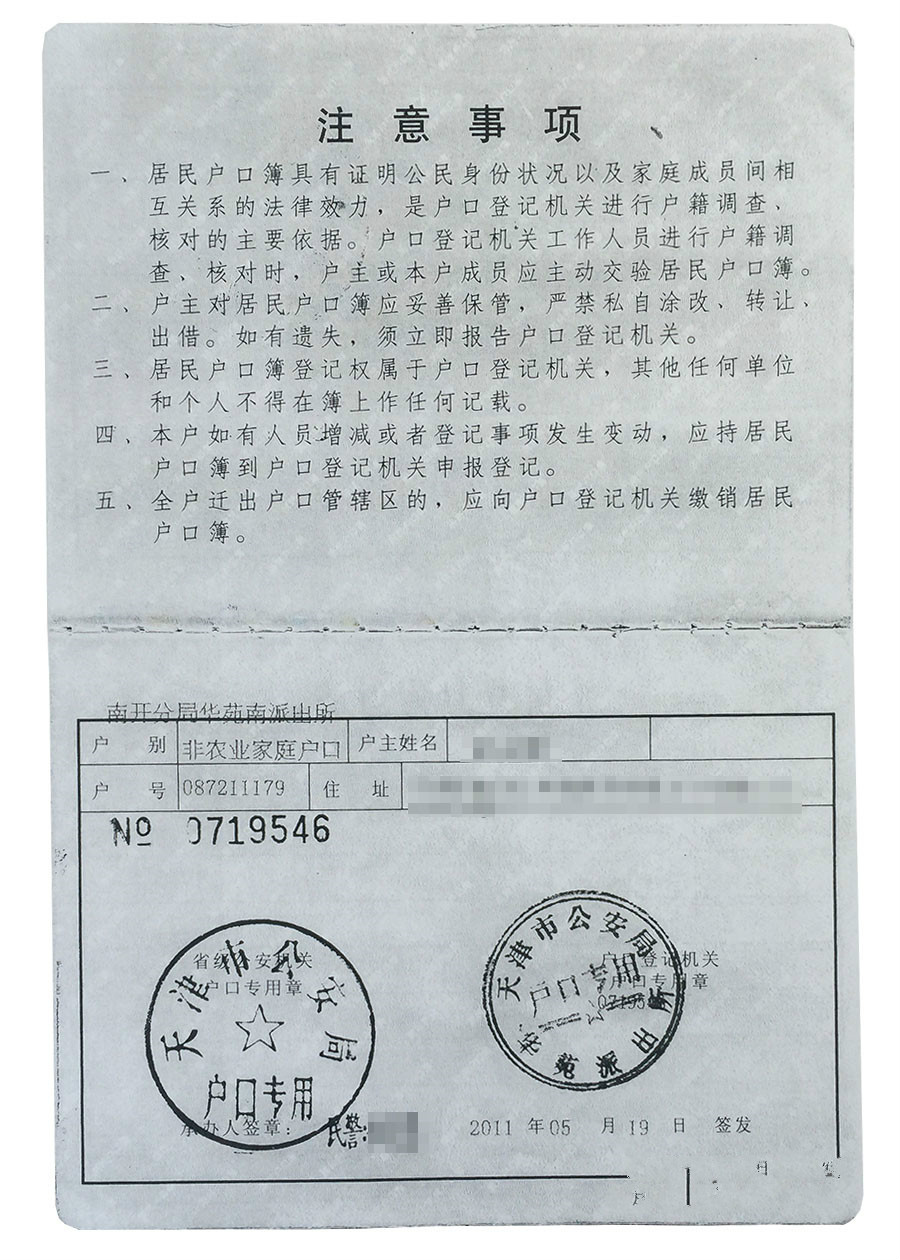 注意事项
一、居民户口簿具有证明公民身份状况以及家庭成员间相
互关系的法律效力，是户口登记机关进行户籍调查、
核对的主要依据。户口登记机关工作人员进行户籍调
查、核对时，户主或本户成员应主动交验居民户口簿。
二、户主对居民户口簿应妥善保管，严禁私自涂改、转让、
出借。如有遗失，须立即报告户口登记机关。
三、居民户口簿登记权属于户口登记机关，其他任何单位
和个人不得在簿上作任何记载。
四、本户如有人员增减或者登记事项发生变动，应持居民
户口簿到户口登记机关申报登记。
五、全户迁出户口管辖区的，应向户口登记机关缴销居民
户口簿。
南开分局华苑南派出所
户别 非农业家庭户口 户主姓名
户号 087211179 住址
№ 0719546
省级公安机关
户口专用章
天津市公安局
户口专用
户口登记机关
户口专用章
天津市公安局
华苑派出所
户口专用
承办人签章： 民警:
2011 年 05 月 19 日 签发